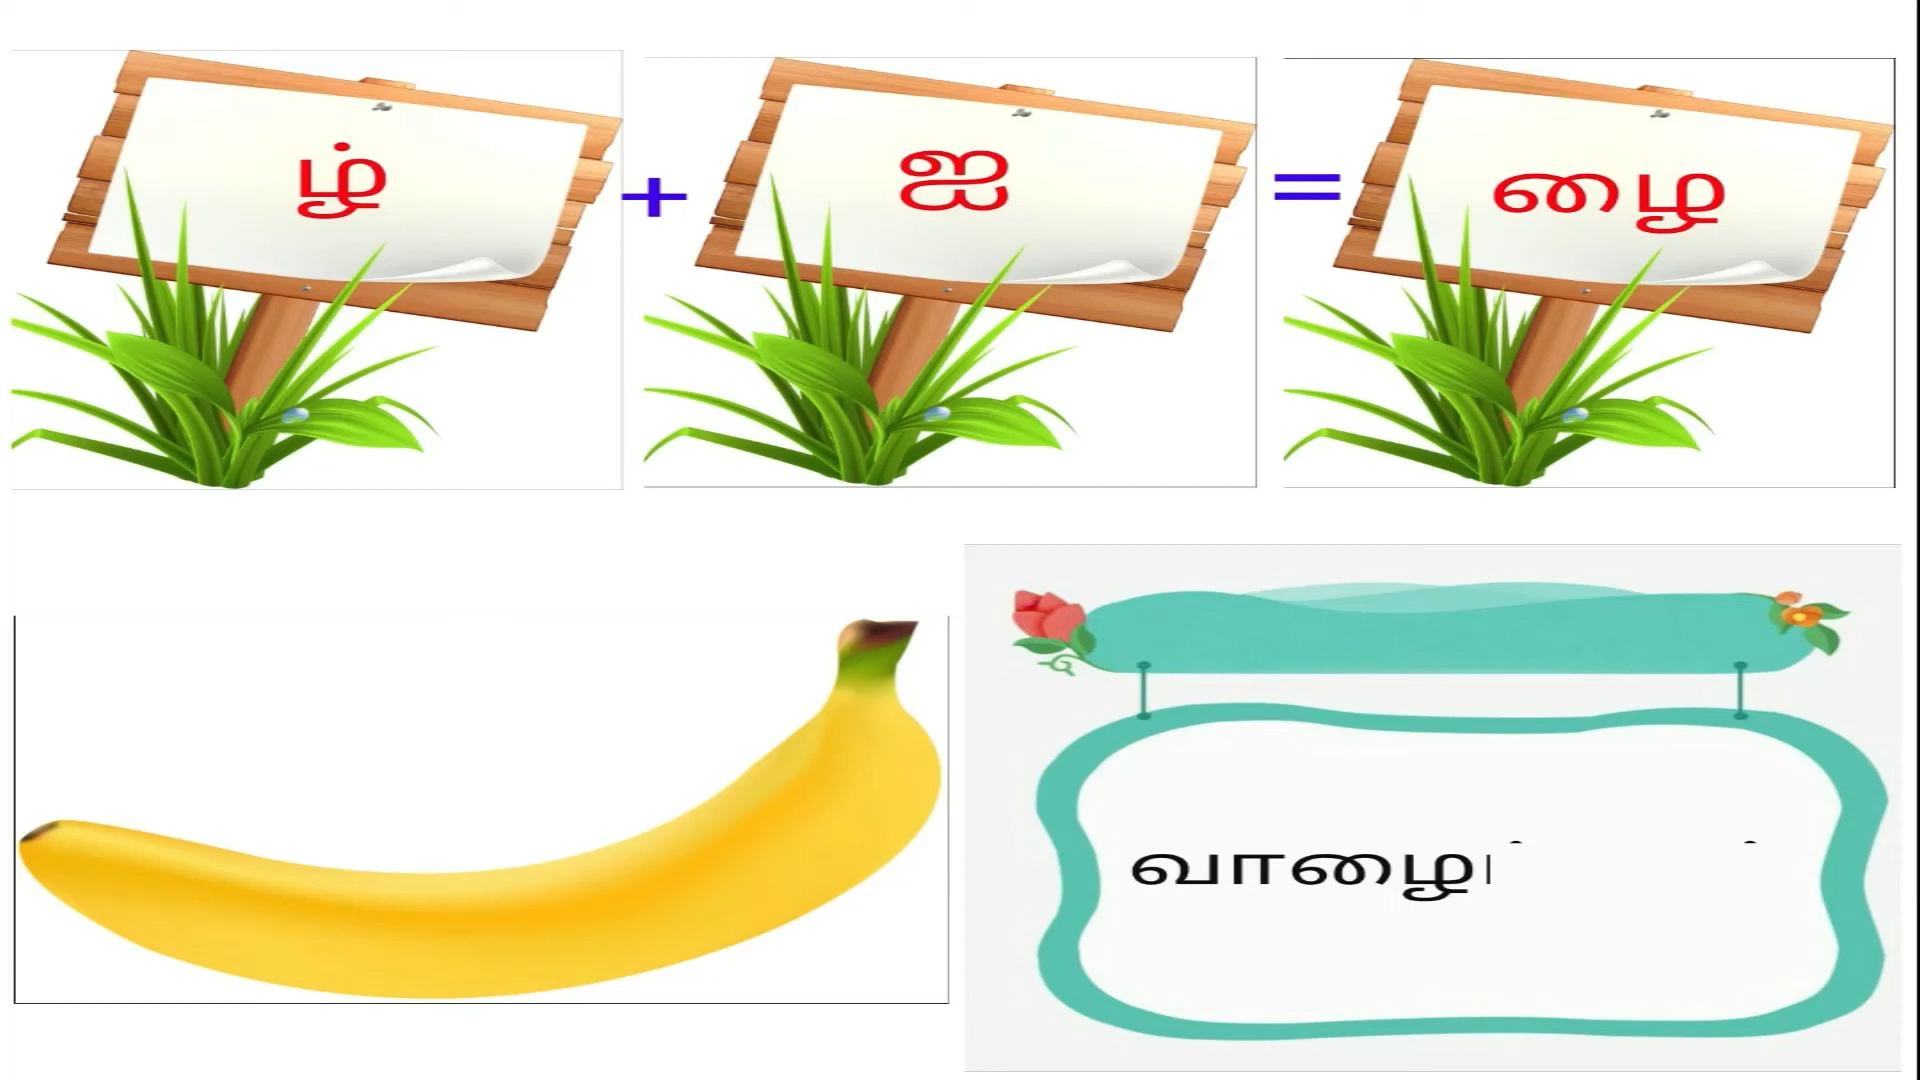 ழ் + ஐ = ழை
வாழை